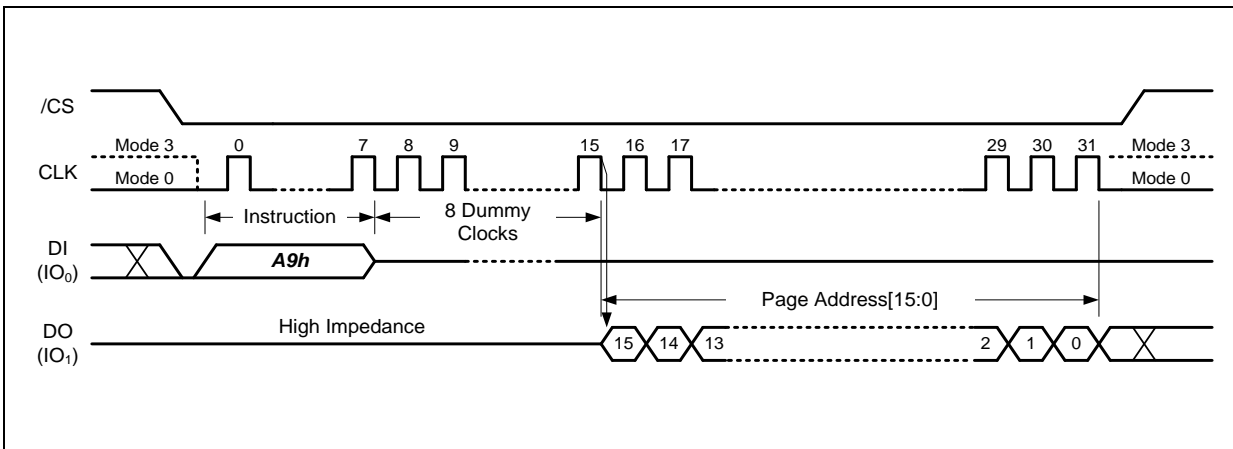 /CS
Mode 3 0 7 8 9 15 16 17 29 30 31 Mode 3
CLK
Mode 0 Mode 0
Instruction 8 Dummy
Clocks
DI
(IO₀)
A9h
Page Address[15:0]
High Impedance
DO
(IO₁)
15 14 13 2 1 0